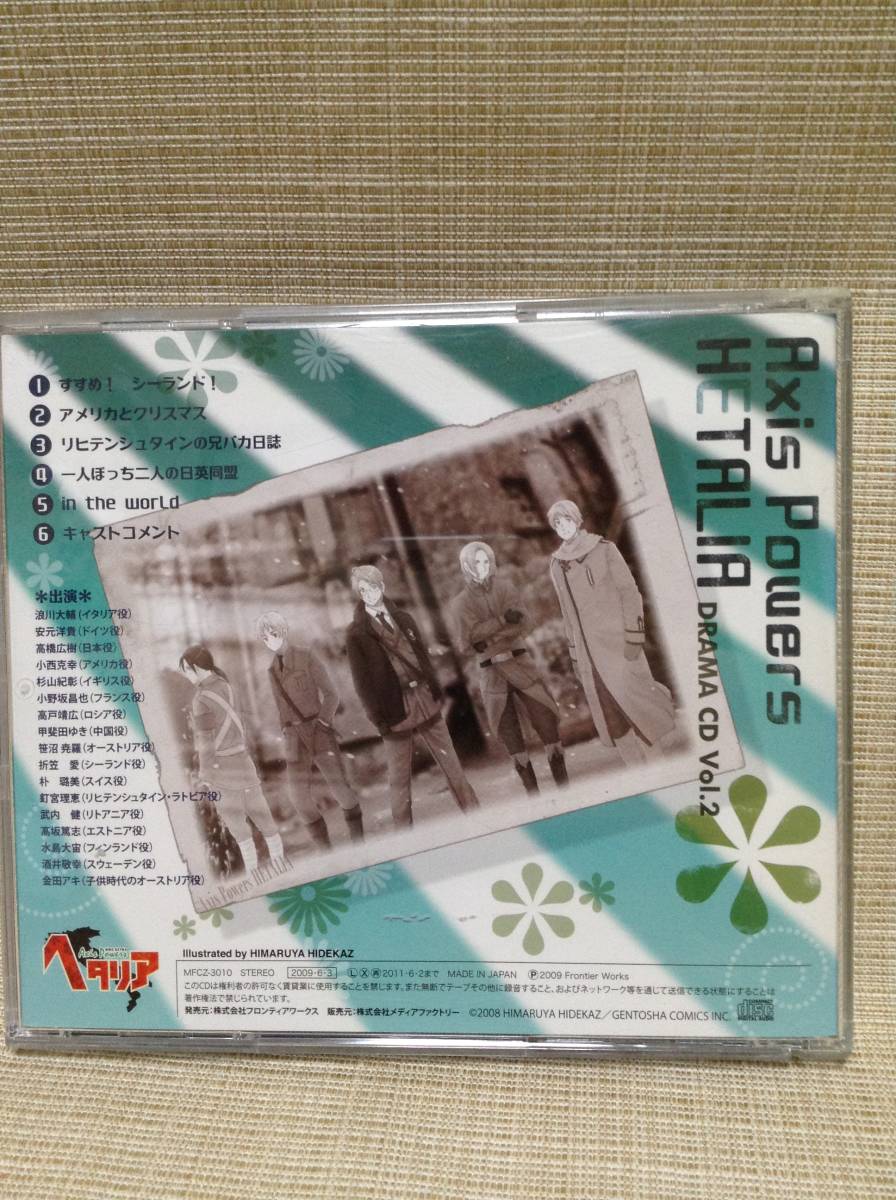 Axis Powers
HETALIA DRAMA CD Vol.2
1 すすめ！ シーランド！
2 アメリカとクリスマス
3 リヒテンシュタインの兄バカ日誌
4 一人ぼっち二人の日英同盟
5 in the world
6 キャストコメント
＊出演＊
浪川大輔(イタリア役)
安元洋貴(ドイツ役)
高橋広樹(日本役)
小西克幸(アメリカ役)
杉山紀彰(イギリス役)
小野坂昌也(フランス役)
高戸靖広(ロシア役)
甲斐田ゆき(中国役)
笹沼 尭羅(オーストリア役)
折笠 愛(シーランド役)
朴 璐美(スイス役)
釘宮理恵(リヒテンシュタイン・ラトビア役)
武内 健(リトアニア役)
高坂篤志(エストニア役)
水島大宙(フィンランド役)
酒井敬幸(スウェーデン役)
金田アキ(子供時代のオーストリア役)
Axis Powers HETALIA
Axis Powers
ヘタリア
Illustrated by HIMARUYA HIDEKAZ
MFCZ-3010 STEREO 2009·6·3 Ⓛ Ⓧ ㊞2011·6·2まで MADE IN JAPAN Ⓟ2009 Frontier Works
このCDは権利者の許可なく賃貸業に使用することを禁じます。また無断でテープその他に録音すること、およびネットワーク等を通じて送信できる状態にすることは
著作権法で禁じられています。
発売元：株式会社フロンティアワークス 販売元：株式会社メディアファクトリー ©2008 HIMARUYA HIDEKAZ／GENTOSHA COMICS INC.
COMPACT
disc
DIGITAL AUDIO